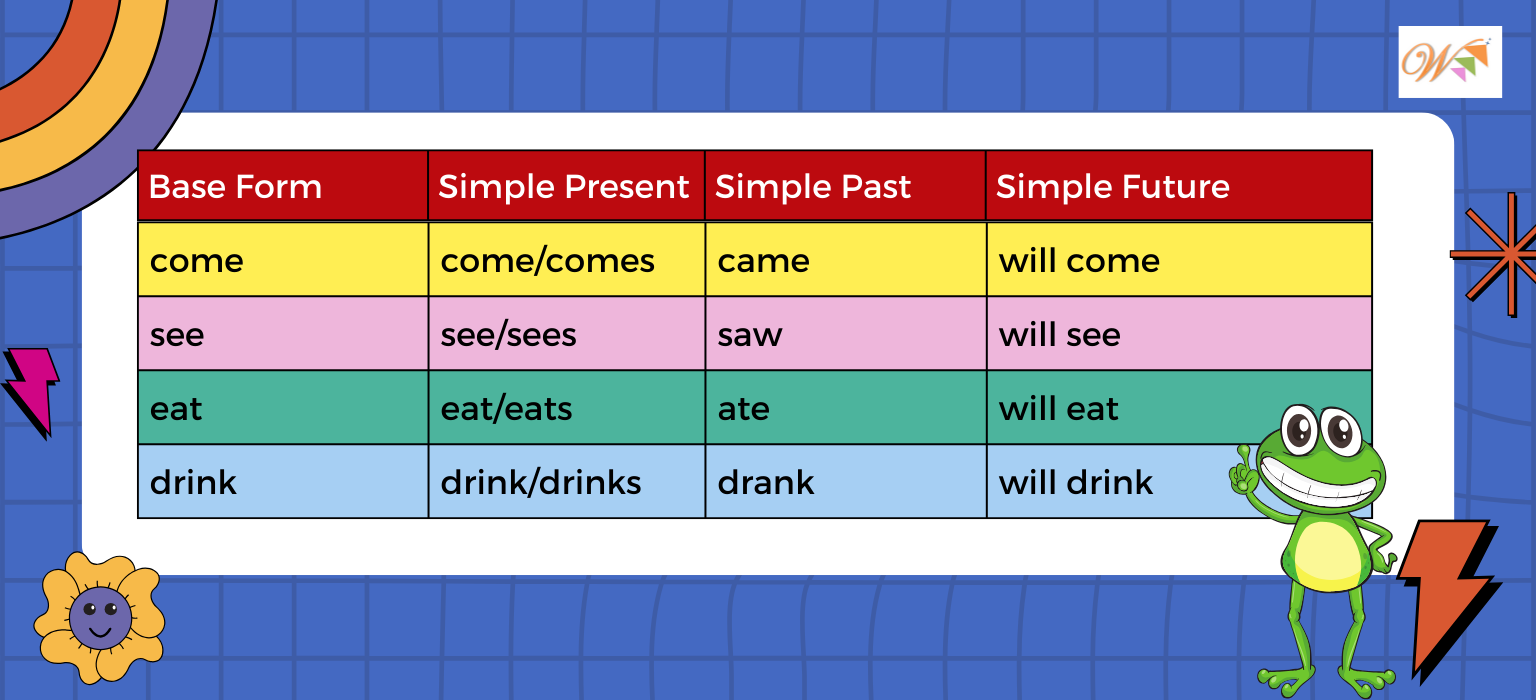 Base Form Simple Present Simple Past Simple Future
come come/comes came will come
see see/sees saw will see
eat eat/eats ate will eat
drink drink/drinks drank will drink
W